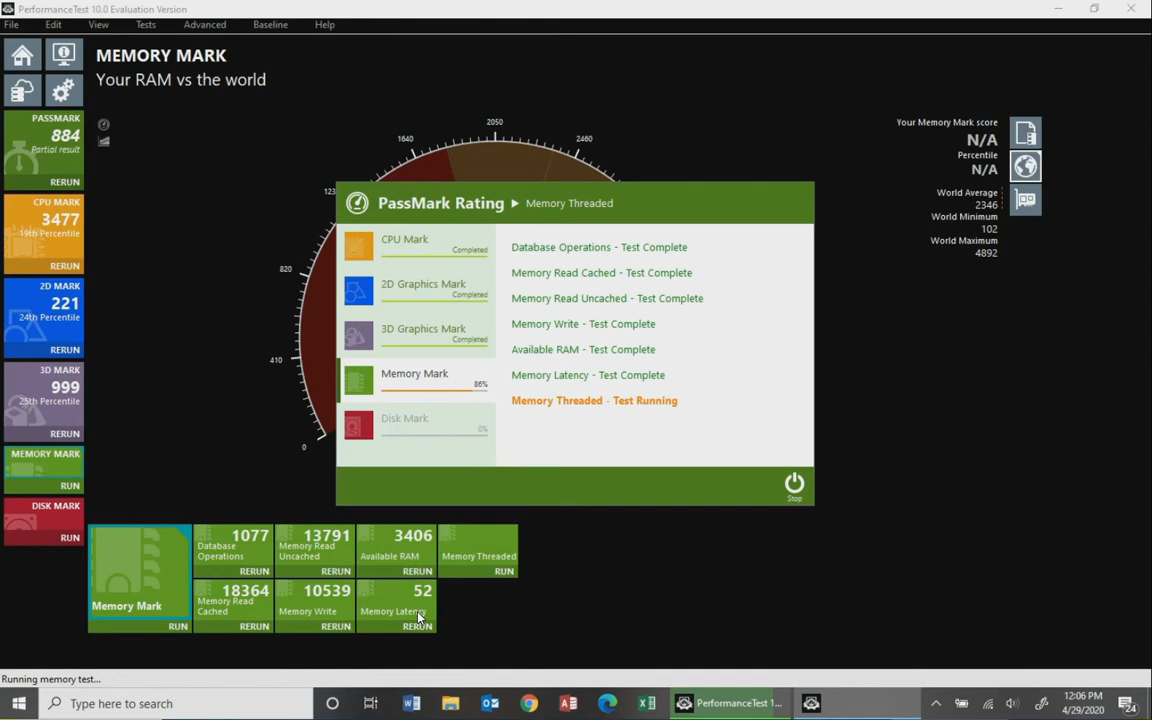 PerformanceTest 10.0 Evaluation Version
File Edit View Tests Advanced Baseline Help
MEMORY MARK
Your RAM vs the world
PASSMARK
884
Partial result
RERUN
CPU MARK
3477
19th Percentile
RERUN
2D MARK
221
24th Percentile
RERUN
3D MARK
999
25th Percentile
RERUN
MEMORY MARK
RUN
DISK MARK
RUN
0
410
820
1640
2050
2460
Your Memory Mark score
N/A
Percentile
N/A
World Average
2346
World Minimum
102
World Maximum
4892
PassMark Rating ▶ Memory Threaded
CPU Mark
Completed
2D Graphics Mark
Completed
3D Graphics Mark
Completed
Memory Mark
86%
Disk Mark
0%
Database Operations - Test Complete
Memory Read Cached - Test Complete
Memory Read Uncached - Test Complete
Memory Write - Test Complete
Available RAM - Test Complete
Memory Latency - Test Complete
Memory Threaded - Test Running
Stop
Memory Mark
RUN
1077
Database Operations
RERUN
13791
Memory Read Uncached
RERUN
3406
Available RAM
RERUN
Memory Threaded
RUN
18364
Memory Read Cached
RERUN
10539
Memory Write
RERUN
52
Memory Latency
RERUN
Running memory test...
Type here to search
PerformanceTest 1...
12:06 PM
4/29/2020
24